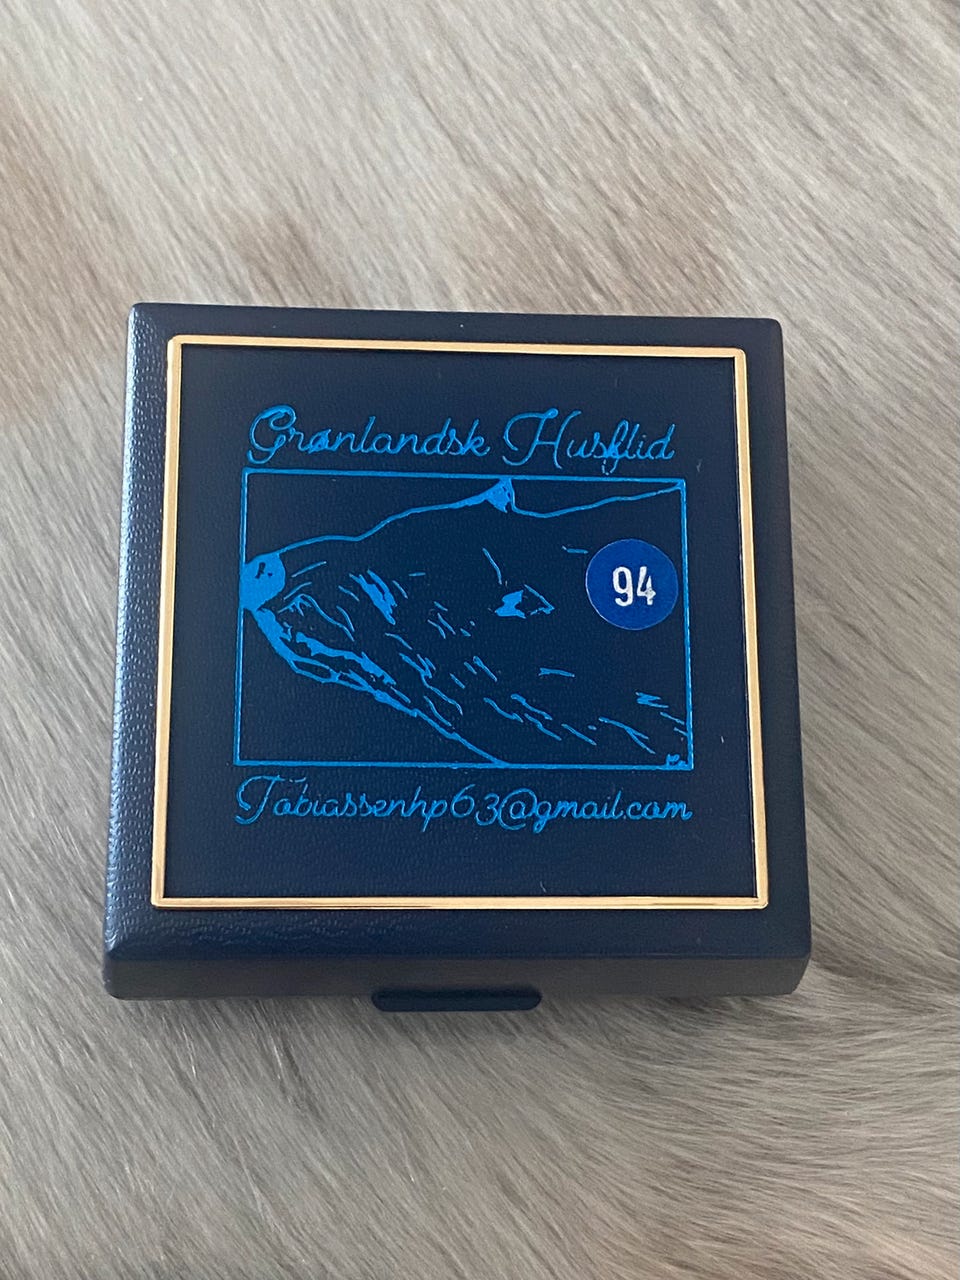 Grønlandsk Husflid
94
Tobiassenhp63@gmail.com